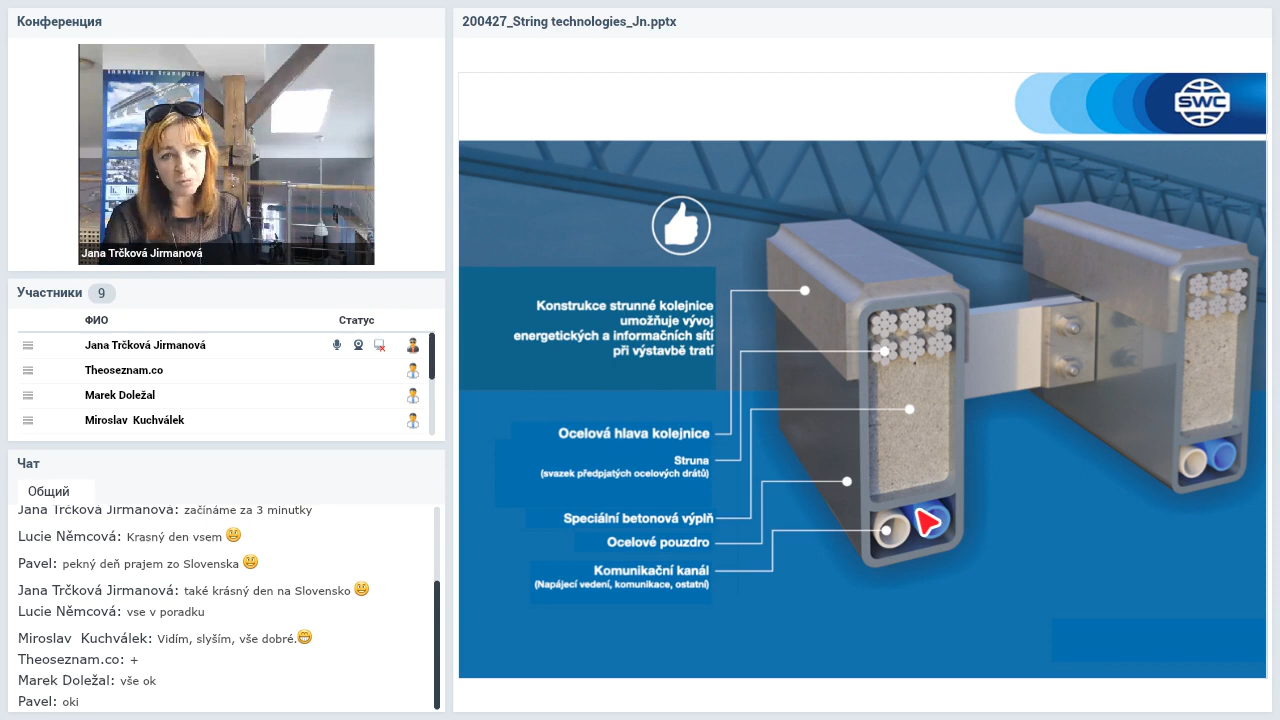 Конференция
Innovative Transport
Jana Trčková Jirmanová
Участники 9
ФИО Статус
Jana Trčková Jirmanová
Theoseznam.co
Marek Doležal
Miroslav Kuchválek
Чат
Общий
Jana Trčková Jirmanová: začínáme za 3 minutky
Lucie Němcová: Krasný den vsem
Pavel: pekný deň prajem zo Slovenska
Jana Trčková Jirmanová: také krásný den na Slovensko
Lucie Němcová: vse v poradku
Miroslav Kuchválek: Vidím, slyším, vše dobré.
Theoseznam.co: +
Marek Doležal: vše ok
Pavel: oki
200427_String technologies_Jn.pptx
SWC
Konstrukce strunné kolejnice
umožňuje vývoj
energetických a informačních sítí
při výstavbě tratí
Ocelová hlava kolejnice
Struna
(svazek předpjatých ocelových drátů)
Speciální betonová výplň
Ocelové pouzdro
Komunikační kanál
(Napájecí vedení, komunikace, ostatní)